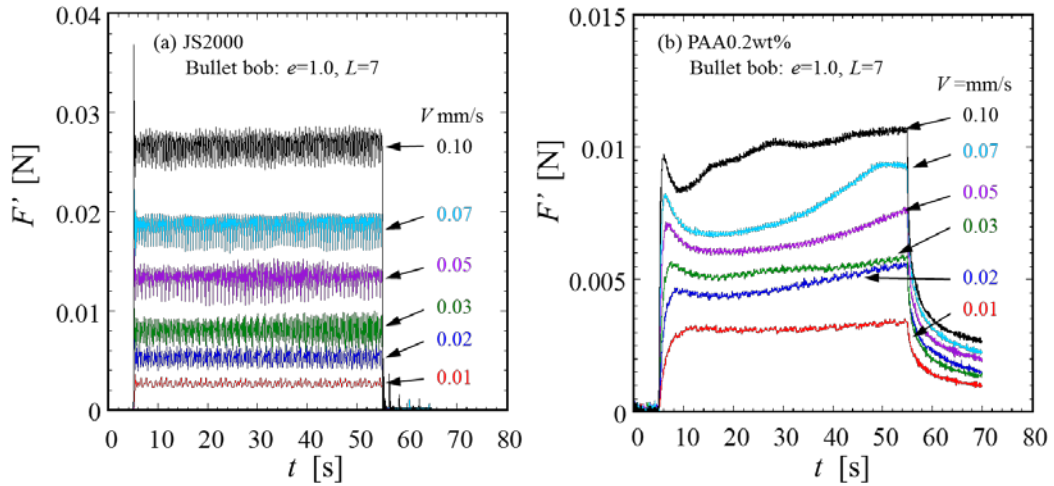 (a) JS2000
Bullet bob: e=1.0, L=7
V mm/s
0.10
0.07
0.05
0.03
0.02
0.01
0.04
0.03
0.02
0.01
0
F' [N]
0 10 20 30 40 50 60 70 80
t [s]
(b) PAA0.2wt%
Bullet bob: e=1.0, L=7
V =mm/s
0.10
0.07
0.05
0.03
0.02
0.01
0.015
0.01
0.005
0
F' [N]
0 10 20 30 40 50 60 70 80
t [s]